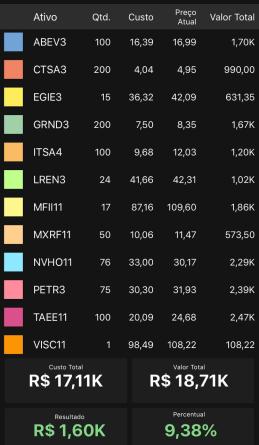 Ativo Qtd. Custo Preço Atual Valor Total
ABEV3 100 16,39 16,99 1,70K
CTSA3 200 4,04 4,95 990,00
EGIE3 15 36,32 42,09 631,35
GRND3 200 7,50 8,35 1,67K
ITSA4 100 9,68 12,03 1,20K
LREN3 24 41,66 42,31 1,02K
MFII11 17 87,16 109,60 1,86K
MXRF11 50 10,06 11,47 573,50
NVHO11 76 33,00 30,17 2,29K
PETR3 75 30,30 31,93 2,39K
TAEE11 100 20,09 24,68 2,47K
VISC11 1 98,49 108,22 108,22
Custo Total Valor Total
R$ 17,11K R$ 18,71K
Resultado Percentual
R$ 1,60K 9,38%